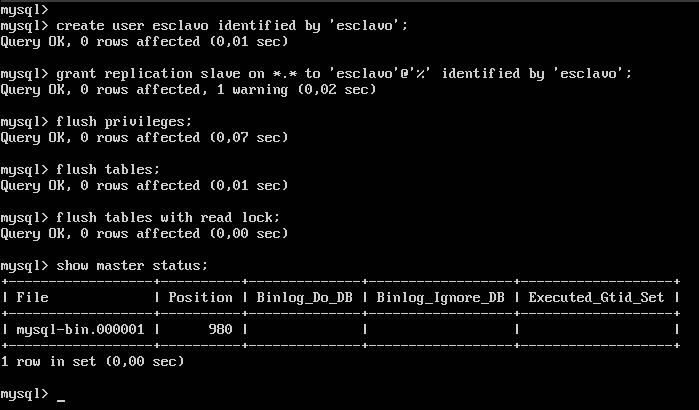 mysql>
mysql> create user esclavo identified by 'esclavo';
Query OK, 0 rows affected (0,01 sec)
mysql> grant replication slave on *.* to 'esclavo'@'%' identified by 'esclavo';
Query OK, 0 rows affected, 1 warning (0,02 sec)
mysql> flush privileges;
Query OK, 0 rows affected (0,07 sec)
mysql> flush tables;
Query OK, 0 rows affected (0,01 sec)
mysql> flush tables with read lock;
Query OK, 0 rows affected (0,00 sec)
mysql> show master status;
+------------------+----------+--------------+------------------+-------------------+
| File             | Position | Binlog_Do_DB | Binlog_Ignore_DB | Executed_Gtid_Set |
+------------------+----------+--------------+------------------+-------------------+
| mysql-bin.000001 |      980 |              |                  |                   |
+------------------+----------+--------------+------------------+-------------------+
1 row in set (0,00 sec)
mysql> _